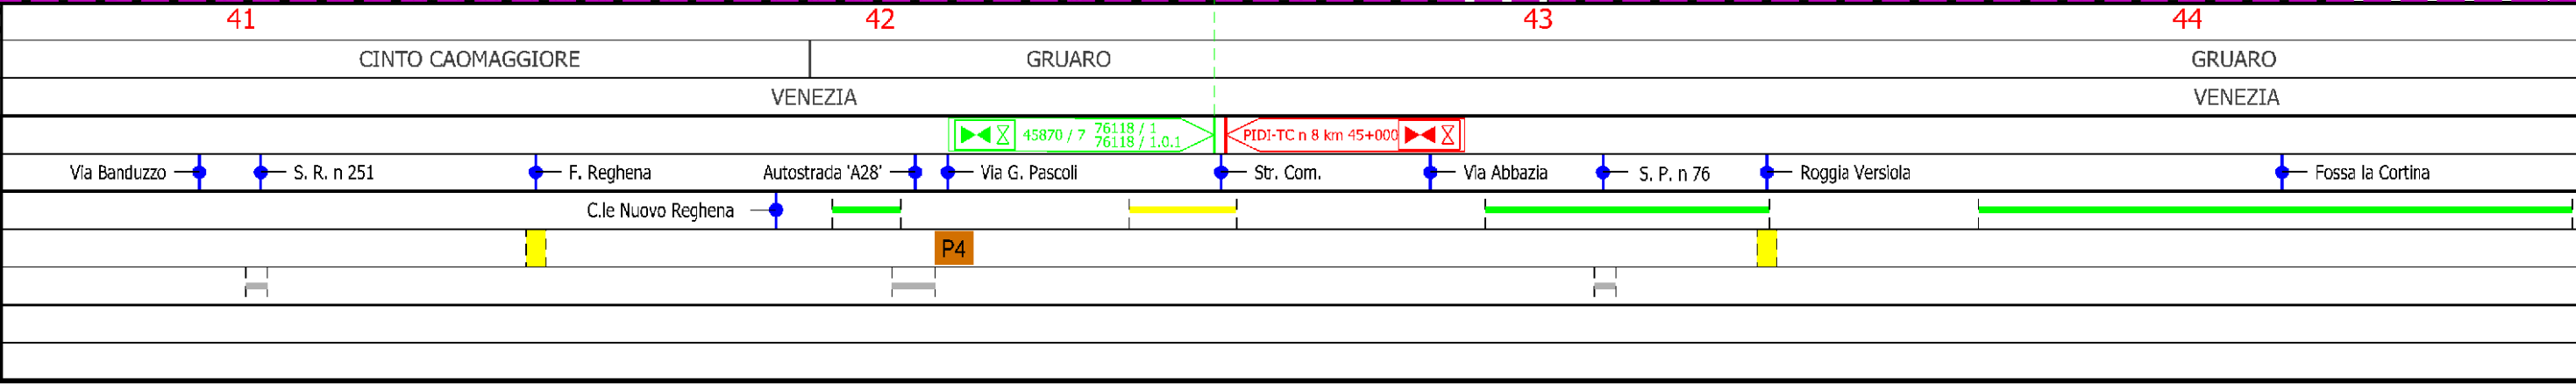 41 42 43 44
CINTO CAOMAGGIORE GRUARO GRUARO
VENEZIA VENEZIA
45870 / 7 76118 / 1 PIDI-TC n 8 km 45+000
76118 / 1.0.1
Via Banduzzo S. R. n 251 F. Reghena Autostrada 'A28' Via G. Pascoli Str. Com. Via Abbazia S. P. n 76 Roggia Versiola Fossa la Cortina
C.le Nuovo Reghena
P4